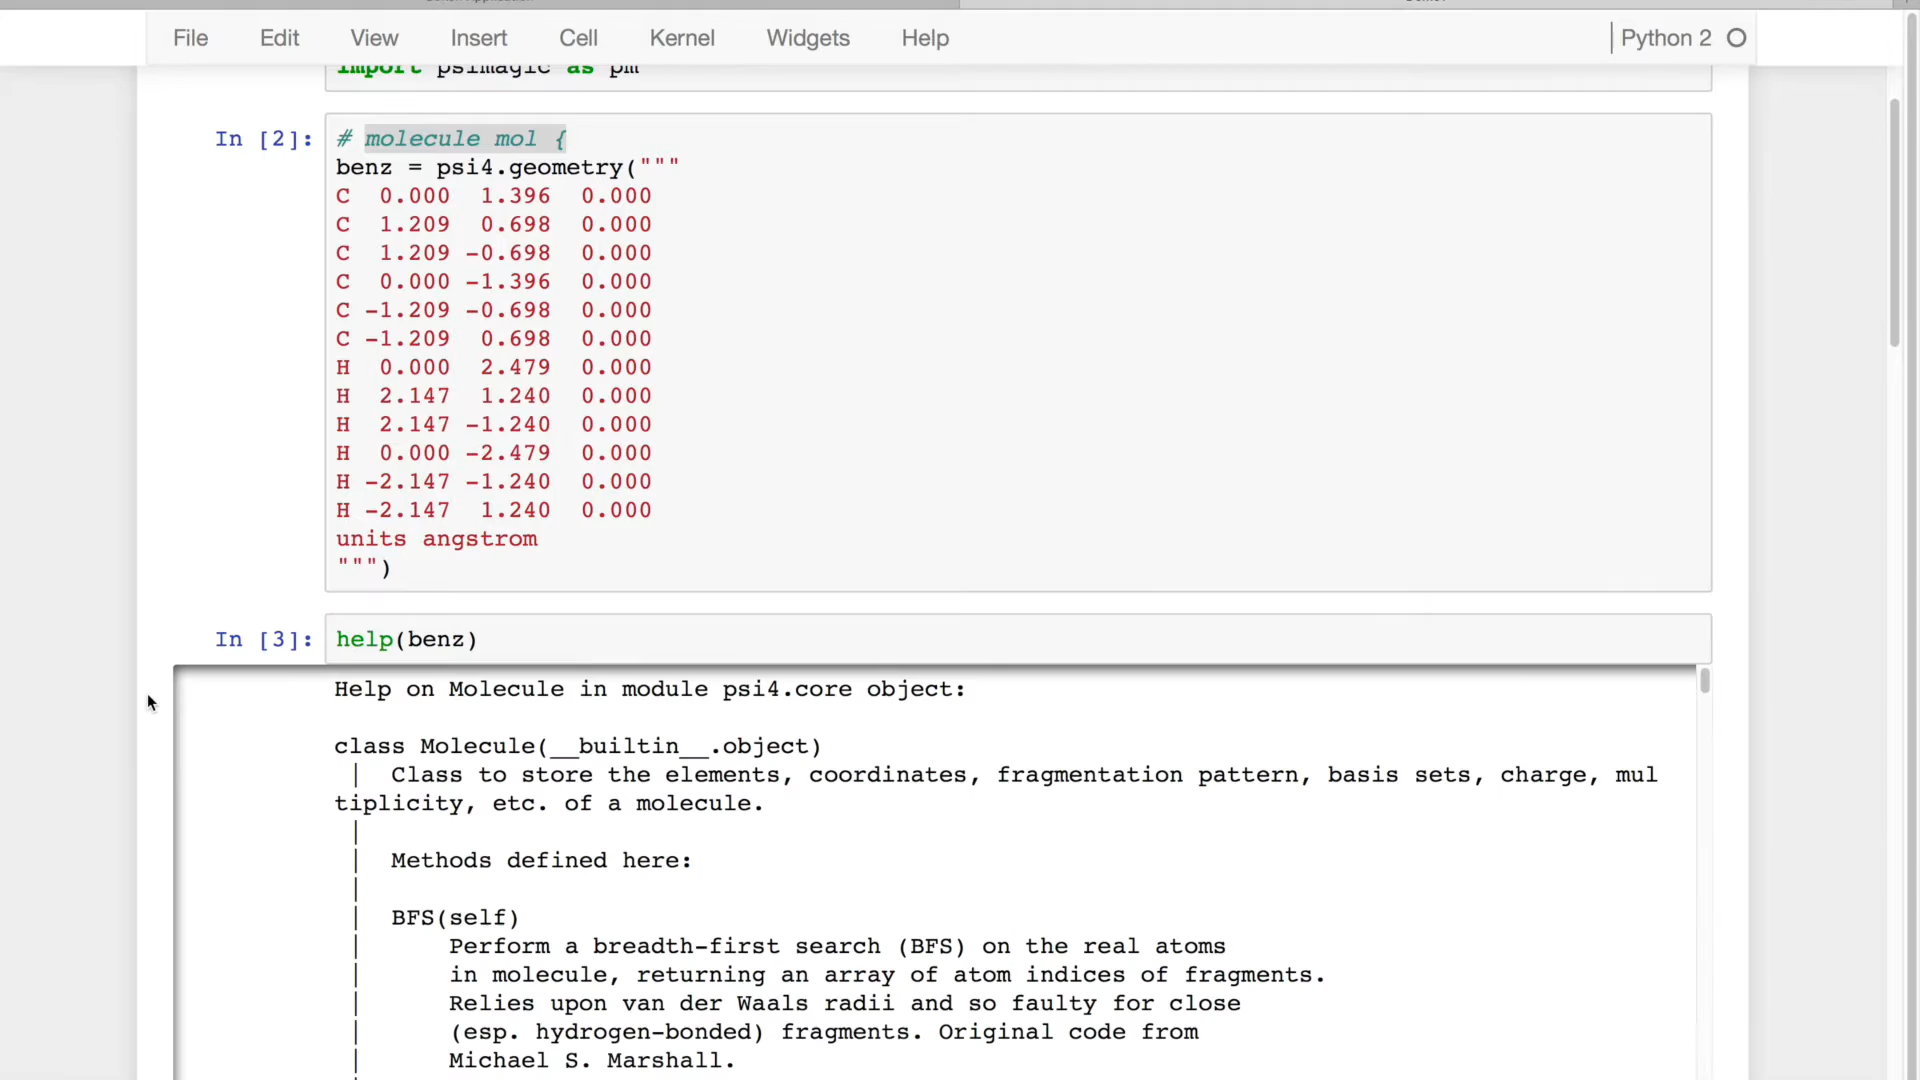 File Edit View Insert Cell Kernel Widgets Help Python 2
import psimagic as pm
In [2]: # molecule mol {
benz = psi4.geometry("""
C 0.000 1.396 0.000
C 1.209 0.698 0.000
C 1.209 -0.698 0.000
C 0.000 -1.396 0.000
C -1.209 -0.698 0.000
C -1.209 0.698 0.000
H 0.000 2.479 0.000
H 2.147 1.240 0.000
H 2.147 -1.240 0.000
H 0.000 -2.479 0.000
H -2.147 -1.240 0.000
H -2.147 1.240 0.000
units angstrom
""")
In [3]: help(benz)
Help on Molecule in module psi4.core object:
class Molecule(__builtin__.object)
| Class to store the elements, coordinates, fragmentation pattern, basis sets, charge, mul
tiplicity, etc. of a molecule.
|
| Methods defined here:
|
| BFS(self)
| Perform a breadth-first search (BFS) on the real atoms
| in molecule, returning an array of atom indices of fragments.
| Relies upon van der Waals radii and so faulty for close
| (esp. hydrogen-bonded) fragments. Original code from
| Michael S. Marshall.